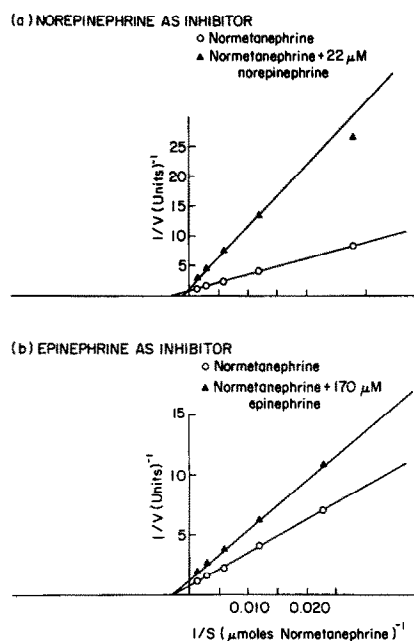 (a) NOREPINEPHRINE AS INHIBITOR
○ Normetanephrine
▲ Normetanephrine + 22 μM
norepinephrine
25
20
15
10
5
1/V (Units)⁻¹
(b) EPINEPHRINE AS INHIBITOR
○ Normetanephrine
▲ Normetanephrine + 170 μM
epinephrine
15
10
5
1/V (Units)⁻¹
0.010 0.020
1/S (μmoles Normetanephrine)⁻¹